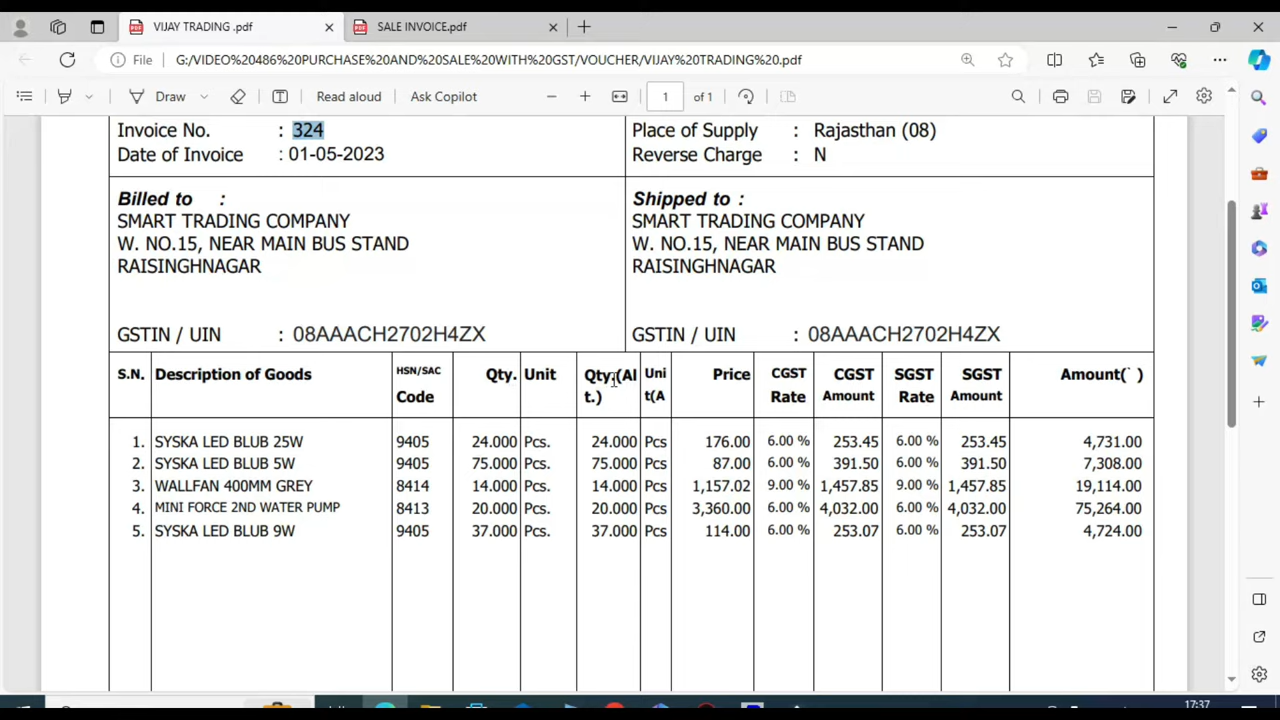 VIJAY TRADING .pdf
SALE INVOICE.pdf
File G:/VIDEO%20486%20PURCHASE%20AND%20SALE%20WITH%20GST/VOUCHER/VIJAY%20TRADING%20.pdf
Draw Read aloud Ask Copilot 1 of 1
Invoice No. : 324 Place of Supply : Rajasthan (08)
Date of Invoice : 01-05-2023 Reverse Charge : N
Billed to : Shipped to :
SMART TRADING COMPANY SMART TRADING COMPANY
W. NO.15, NEAR MAIN BUS STAND W. NO.15, NEAR MAIN BUS STAND
RAISINGHNAGAR RAISINGHNAGAR
GSTIN / UIN : 08AAACH2702H4ZX GSTIN / UIN : 08AAACH2702H4ZX
S.N. Description of Goods HSN/SAC Qty. Unit Qty.(Al Uni Price CGST CGST SGST SGST Amount(` )
Code t.) t(A Rate Amount Rate Amount
1. SYSKA LED BLUB 25W 9405 24.000 Pcs. 24.000 Pcs 176.00 6.00 % 253.45 6.00 % 253.45 4,731.00
2. SYSKA LED BLUB 5W 9405 75.000 Pcs. 75.000 Pcs 87.00 6.00 % 391.50 6.00 % 391.50 7,308.00
3. WALLFAN 400MM GREY 8414 14.000 Pcs. 14.000 Pcs 1,157.02 9.00 % 1,457.85 9.00 % 1,457.85 19,114.00
4. MINI FORCE 2ND WATER PUMP 8413 20.000 Pcs. 20.000 Pcs 3,360.00 6.00 % 4,032.00 6.00 % 4,032.00 75,264.00
5. SYSKA LED BLUB 9W 9405 37.000 Pcs. 37.000 Pcs 114.00 6.00 % 253.07 6.00 % 253.07 4,724.00
17:37